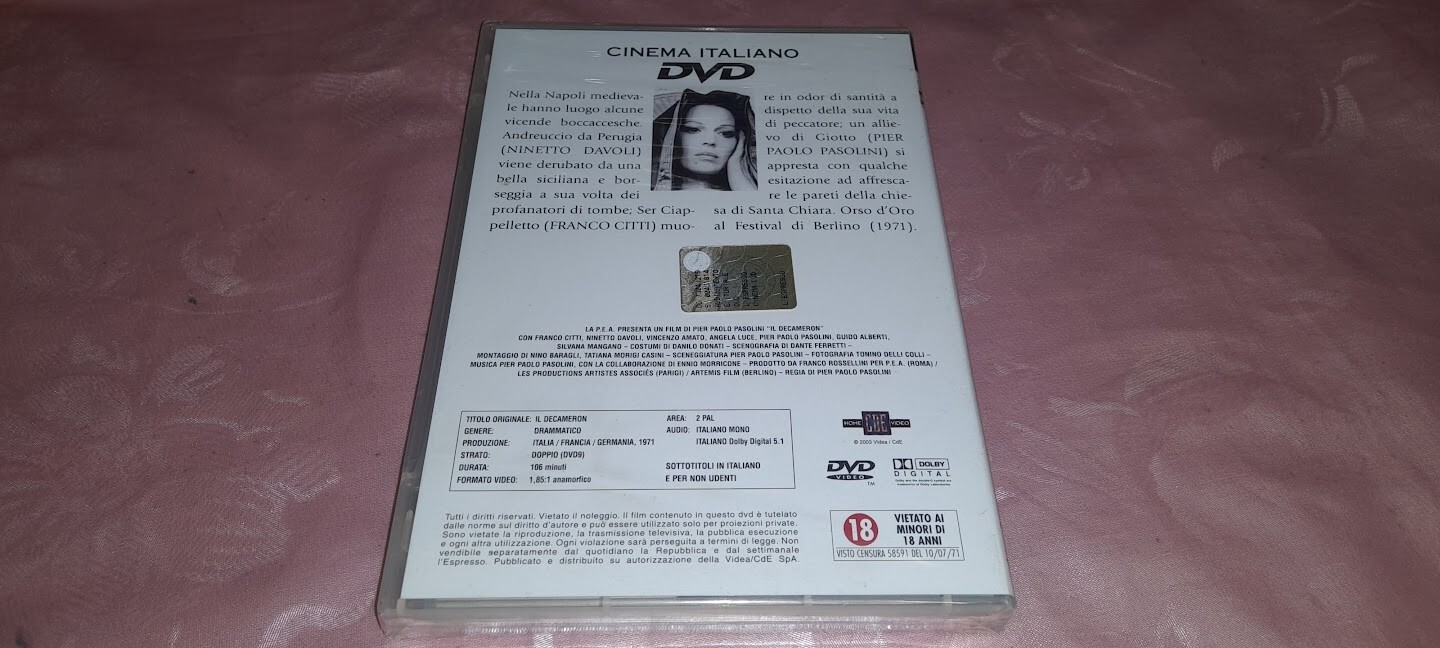 CINEMA ITALIANO
DVD
Nella Napoli medieva-
le hanno luogo alcune
vicende boccaccesche.
Andreuccio da Perugia
(NINETTO DAVOLI)
viene derubato da una
bella siciliana e bor-
seggia a sua volta dei
profanatori di tombe; Ser Ciap-
pelletto (FRANCO CITTI) muo-
re in odor di santità a
dispetto della sua vita
di peccatore; un allie-
vo di Giotto (PIER
PAOLO PASOLINI) si
appresta con qualche
esitazione ad affresca-
re le pareti della chie-
sa di Santa Chiara. Orso d'Oro
al Festival di Berlino (1971).
L'ESPRESSO
LA P.E.A. PRESENTA UN FILM DI PIER PAOLO PASOLINI "IL DECAMERON"
CON FRANCO CITTI, NINETTO DAVOLI, VINCENZO AMATO, ANGELA LUCE, PIER PAOLO PASOLINI, GUIDO ALBERTI,
SILVANA MANGANO – COSTUMI DI DANILO DONATI – SCENOGRAFIA DI DANTE FERRETTI –
MONTAGGIO DI NINO BARAGLI, TATIANA MORIGI CASINI – SCENEGGIATURA PIER PAOLO PASOLINI – FOTOGRAFIA TONINO DELLI COLLI –
MUSICA PIER PAOLO PASOLINI, CON LA COLLABORAZIONE DI ENNIO MORRICONE – PRODOTTO DA FRANCO ROSSELLINI PER P.E.A. (ROMA) /
LES PRODUCTIONS ARTISTES ASSOCIÉS (PARIGI) / ARTEMIS FILM (BERLINO) – REGIA DI PIER PAOLO PASOLINI
TITOLO ORIGINALE: IL DECAMERON
GENERE: DRAMMATICO
PRODUZIONE: ITALIA / FRANCIA / GERMANIA, 1971
STRATO: DOPPIO (DVD9)
DURATA: 106 minuti
FORMATO VIDEO: 1,85:1 anamorfico
AREA: 2 PAL
AUDIO: ITALIANO MONO
ITALIANO Dolby Digital 5.1
SOTTOTITOLI IN ITALIANO
E PER NON UDENTI
HOME CDE VIDEO
© 2003 Videa / CdE
DVD
VIDEO
TM
DOLBY
DIGITAL
Dolby and the double-D symbol are
trademarks of Dolby Laboratories
Tutti i diritti riservati. Vietato il noleggio. Il film contenuto in questo dvd è tutelato
dalle norme sul diritto d'autore e può essere utilizzato solo per proiezioni private.
Sono vietate la riproduzione, la trasmissione televisiva, la pubblica esecuzione
e ogni altra utilizzazione. Ogni violazione sarà perseguita a termini di legge. Non
vendibile separatamente dal quotidiano la Repubblica e dal settimanale
l'Espresso. Pubblicato e distribuito su autorizzazione della Videa/CdE SpA.
18
VIETATO AI
MINORI DI
18 ANNI
VISTO CENSURA 58591 DEL 10/07/71